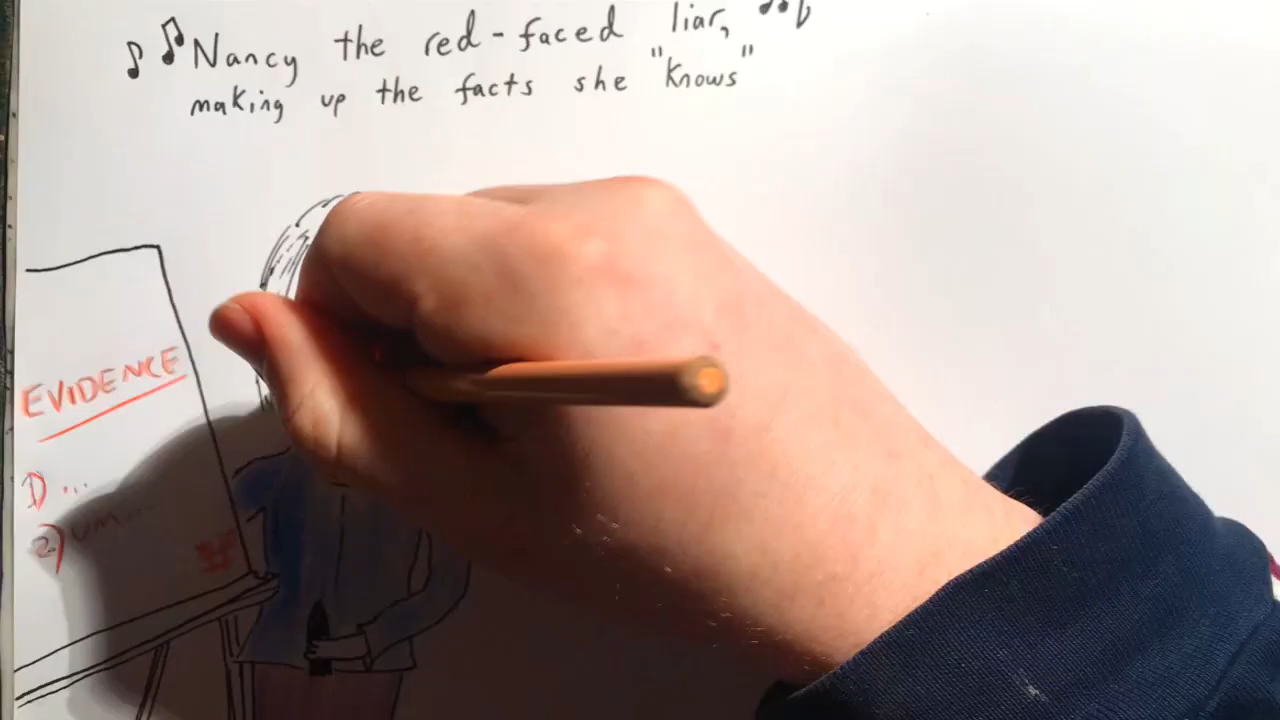 Nancy the red-faced liar,
making up the facts she "knows"
EVIDENCE
1) ...
2) um...